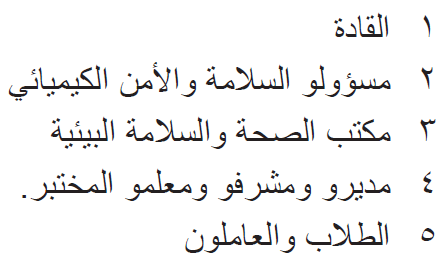 ١ القادة
٢ مسؤولو السلامة والأمن الكيميائي
٣ مكتب الصحة والسلامة البيئية
٤ مديرو ومشرفو ومعلمو المختبر.
٥ الطلاب والعاملون